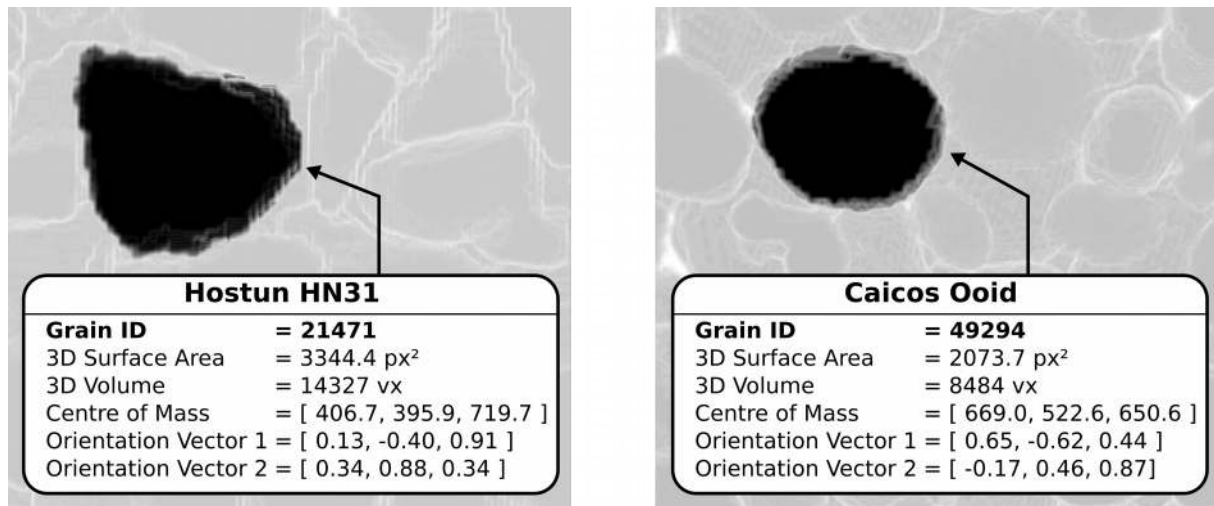 Hostun HN31
Grain ID = 21471
3D Surface Area = 3344.4 px²
3D Volume = 14327 vx
Centre of Mass = [ 406.7, 395.9, 719.7 ]
Orientation Vector 1 = [ 0.13, -0.40, 0.91 ]
Orientation Vector 2 = [ 0.34, 0.88, 0.34 ]
Caicos Ooid
Grain ID = 49294
3D Surface Area = 2073.7 px²
3D Volume = 8484 vx
Centre of Mass = [ 669.0, 522.6, 650.6 ]
Orientation Vector 1 = [ 0.65, -0.62, 0.44 ]
Orientation Vector 2 = [ -0.17, 0.46, 0.87]